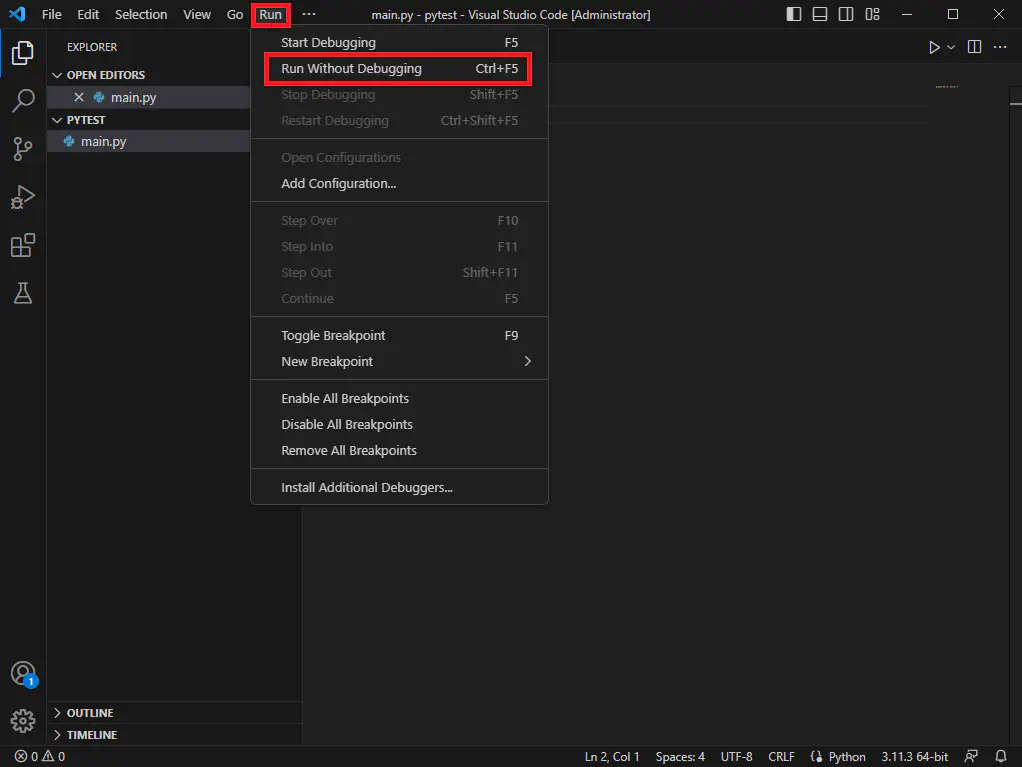 File Edit Selection View Go Run ··· main.py - pytest - Visual Studio Code [Administrator]
EXPLORER
OPEN EDITORS
main.py
PYTEST
main.py
Start Debugging F5
Run Without Debugging Ctrl+F5
Stop Debugging Shift+F5
Restart Debugging Ctrl+Shift+F5
Open Configurations
Add Configuration...
Step Over F10
Step Into F11
Step Out Shift+F11
Continue F5
Toggle Breakpoint F9
New Breakpoint
Enable All Breakpoints
Disable All Breakpoints
Remove All Breakpoints
Install Additional Debuggers...
1
OUTLINE
TIMELINE
0 0 Ln 2, Col 1 Spaces: 4 UTF-8 CRLF Python 3.11.3 64-bit